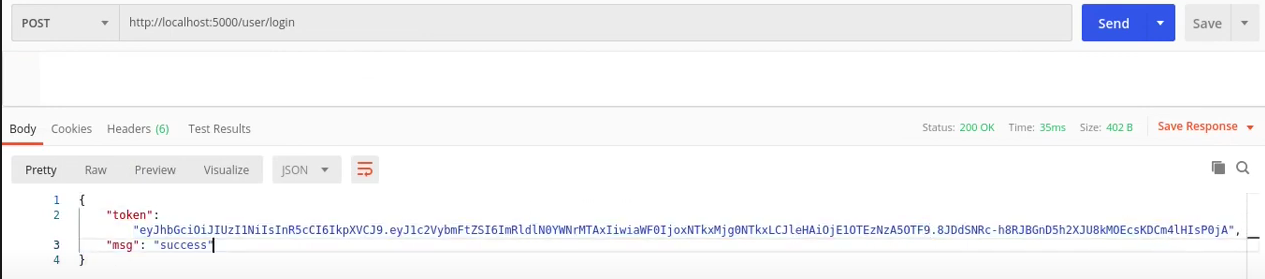 POST http://localhost:5000/user/login Send Save
Body Cookies Headers (6) Test Results Status: 200 OK Time: 35ms Size: 402 B Save Response
Pretty Raw Preview Visualize JSON
1 {
2 "token":
"eyJhbGciOiJIUzI1NiIsInR5cCI6IkpXVCJ9.eyJ1c2VybmFtZSI6ImRldlN0YWNrMTAxIiwiaWF0IjoxNTkxMjg0NTkxLCJleHAiOjE1OTEzNzA5OTF9.8JDdSNRc-h8RJBGnD5h2XJU8kMOEcsKDCm4lHIsP0jA",
3 "msg": "success"
4 }